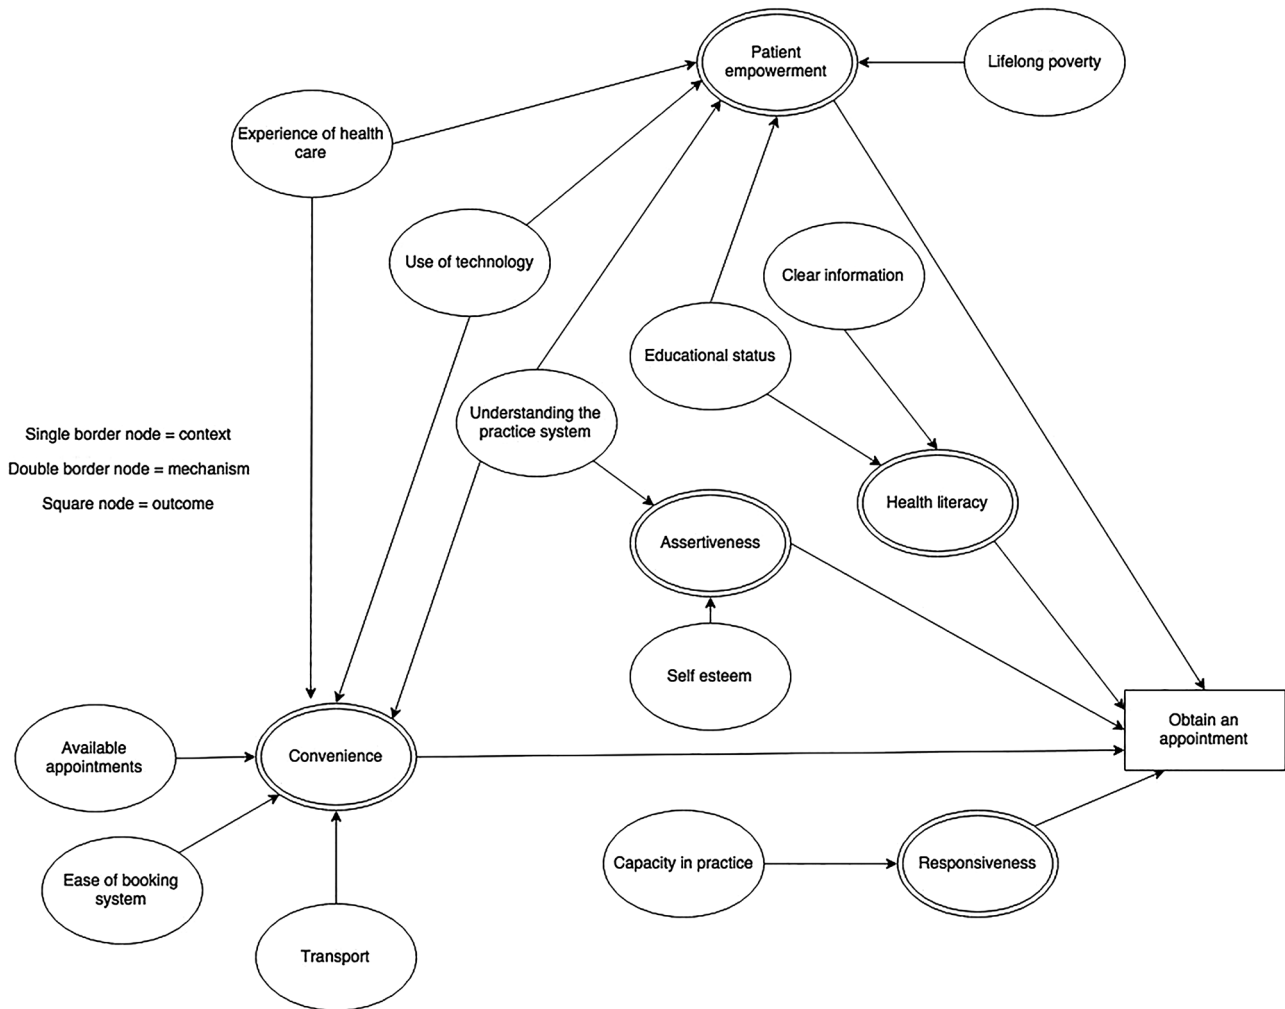 Patient
empowerment
Lifelong poverty
Experience of health
care
Use of technology
Clear information
Educational status
Understanding the
practice system
Single border node = context
Double border node = mechanism
Square node = outcome
Health literacy
Assertiveness
Self esteem
Available
appointments
Convenience
Obtain an
appointment
Ease of booking
system
Capacity in practice
Responsiveness
Transport